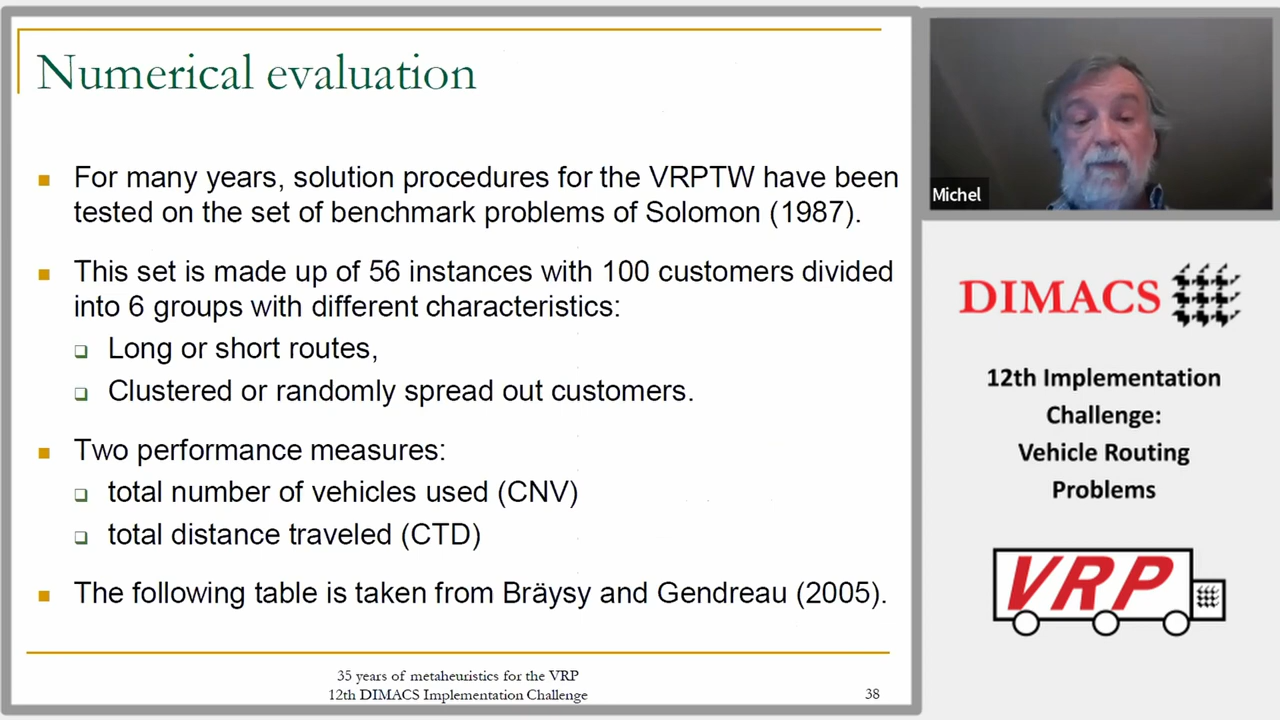 Numerical evaluation
For many years, solution procedures for the VRPTW have been
tested on the set of benchmark problems of Solomon (1987).
This set is made up of 56 instances with 100 customers divided
into 6 groups with different characteristics:
Long or short routes,
Clustered or randomly spread out customers.
Two performance measures:
total number of vehicles used (CNV)
total distance traveled (CTD)
The following table is taken from Bräysy and Gendreau (2005).
35 years of metaheuristics for the VRP
12th DIMACS Implementation Challenge
38
Michel
DIMACS
12th Implementation
Challenge:
Vehicle Routing
Problems
VRP